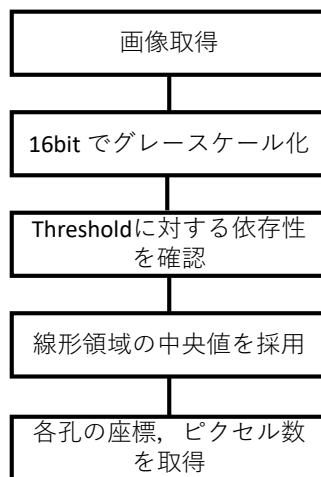 画像取得
16bit でグレースケール化
Thresholdに対する依存性
を確認
線形領域の中央値を採用
各孔の座標，ピクセル数
を取得